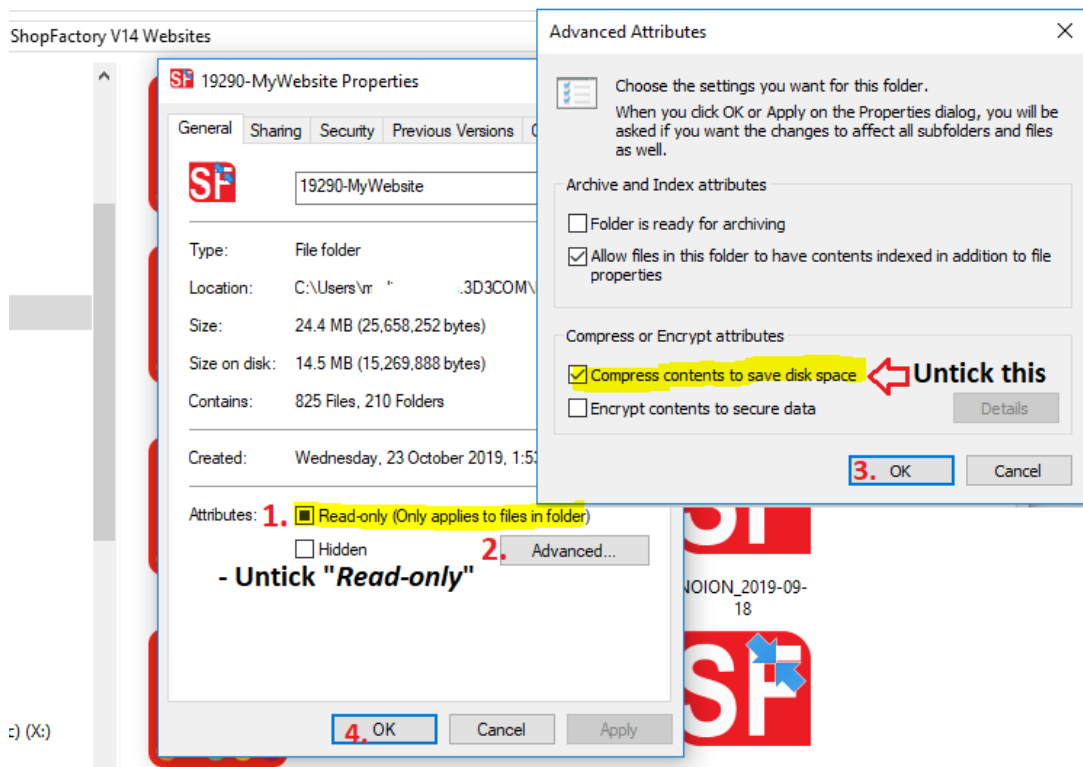 ShopFactory V14 Websites
19290-MyWebsite Properties
General Sharing Security Previous Versions
SF
19290-MyWebsite
Type: File folder
Location: C:\Users\m .3D3COM\
Size: 24.4 MB (25,658,252 bytes)
Size on disk: 14.5 MB (15,269,888 bytes)
Contains: 825 Files, 210 Folders
Created: Wednesday, 23 October 2019, 1:53
Attributes: 1. Read-only (Only applies to files in folder)
Hidden 2. Advanced...
- Untick "Read-only"
4. OK Cancel Apply
Advanced Attributes
Choose the settings you want for this folder.
When you click OK or Apply on the Properties dialog, you will be
asked if you want the changes to affect all subfolders and files
as well.
Archive and Index attributes
Folder is ready for archiving
Allow files in this folder to have contents indexed in addition to file
properties
Compress or Encrypt attributes
Compress contents to save disk space Untick this
Encrypt contents to secure data Details
3. OK Cancel
SF
NOION_2019-09-
18
SF
c) (X:)